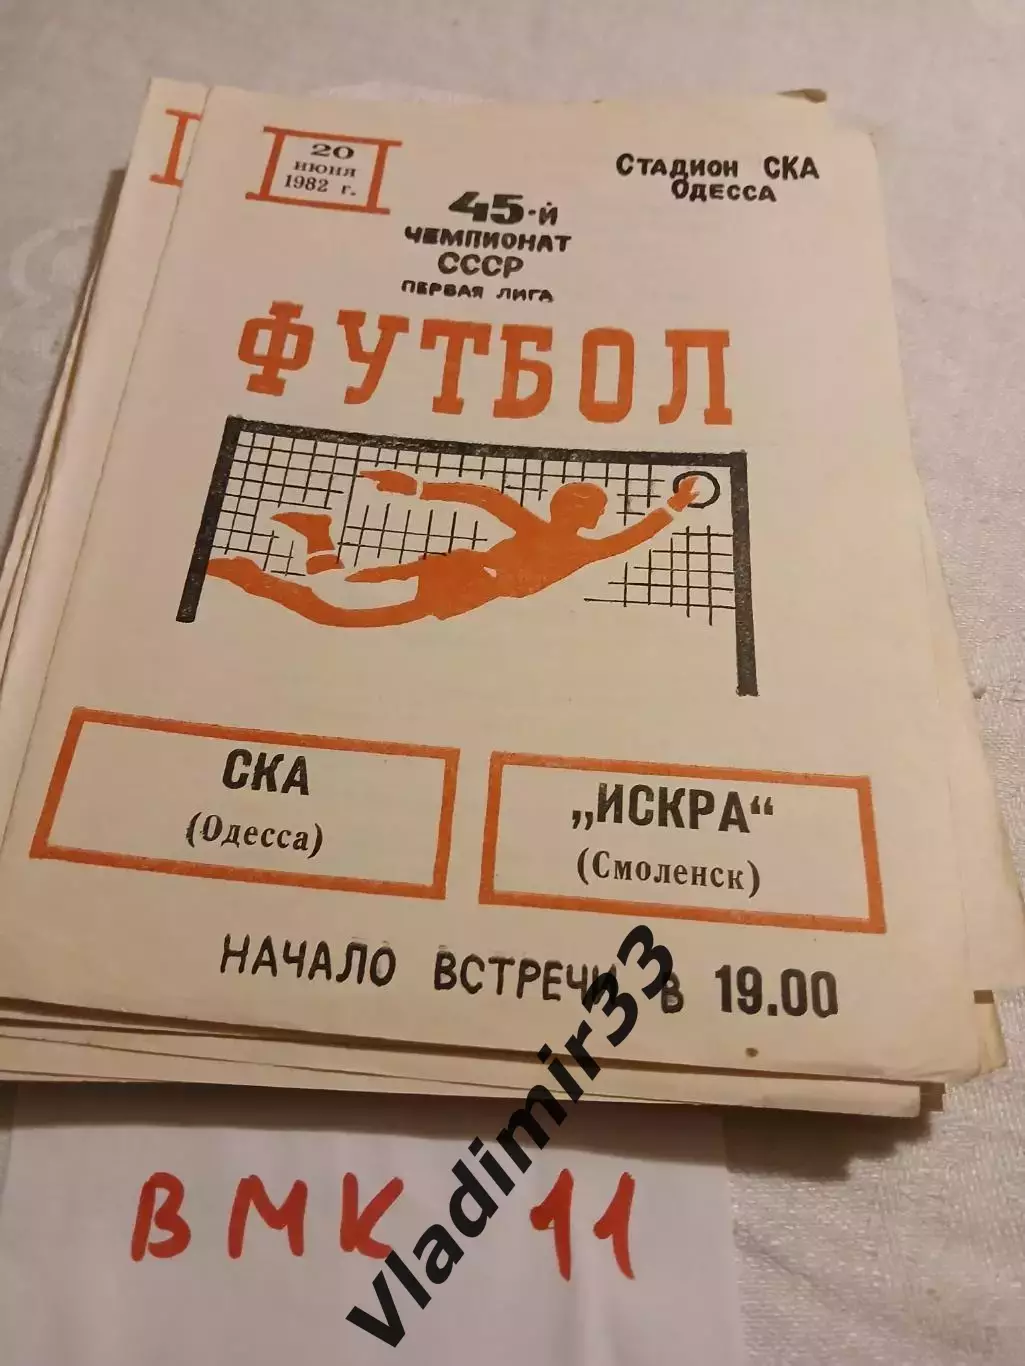 20
июня
1982 г.
Стадион СКА
Одесса
45-й
чемпионат
СССР
первая лига
ФУТБОЛ
СКА
(Одесса)
„ИСКРА“
(Смоленск)
НАЧАЛО ВСТРЕЧИ В 19.00
ВМК 11
vladimir33